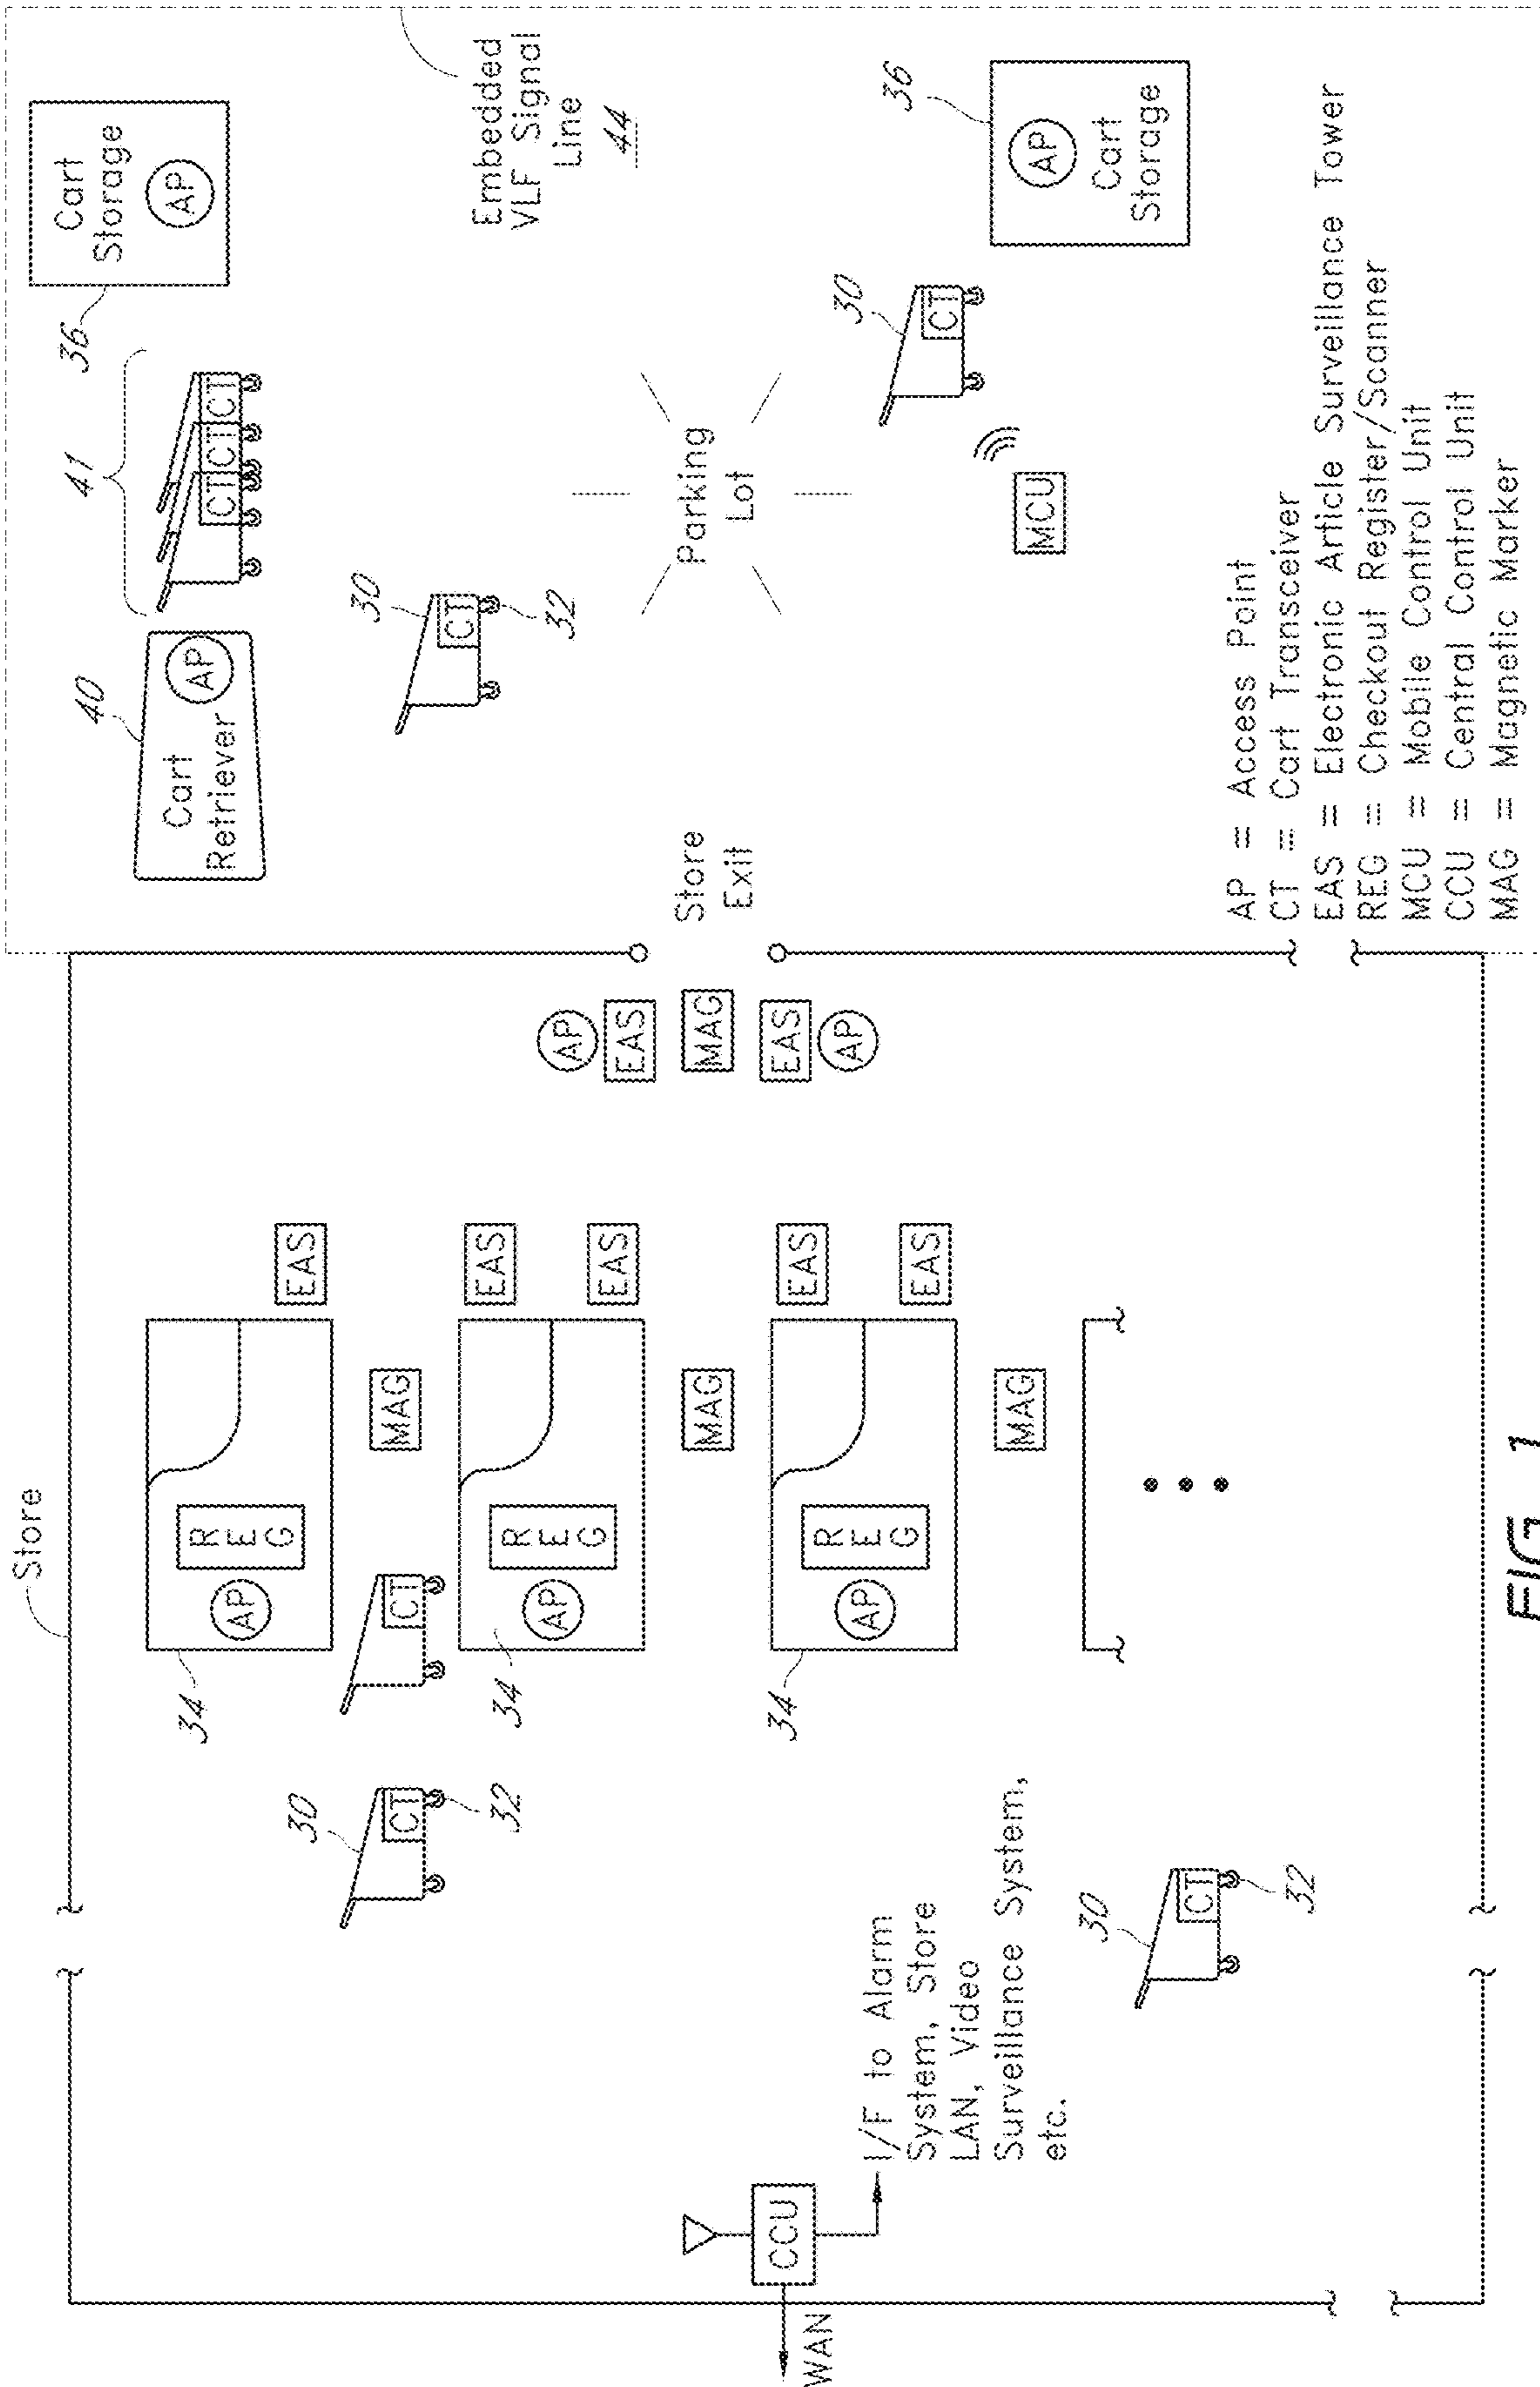 Store
34
REG
AP
EAS
30
CT
32
CT
MAG
34
REG
AP
EAS
EAS
MAG
34
REG
AP
EAS
EAS
MAG
AP
EAS
MAG
EAS
AP
Store
Exit
CCU
WAN
I/F to Alarm
System, Store
LAN, Video
Surveillance System,
etc.
30
CT
32
40
Cart
Retriever
AP
41
CT
CT
CT
36
Cart
Storage
AP
30
CT
32
Embedded
VLF Signal
Line
44
Parking
Lot
MCU
30
CT
36
AP
Cart
Storage
AP = Access Point
CT = Cart Transceiver
EAS = Electronic Article Surveillance Tower
REG = Checkout Register/Scanner
MCU = Mobile Control Unit
CCU = Central Control Unit
MAG = Magnetic Marker
FIG. 1